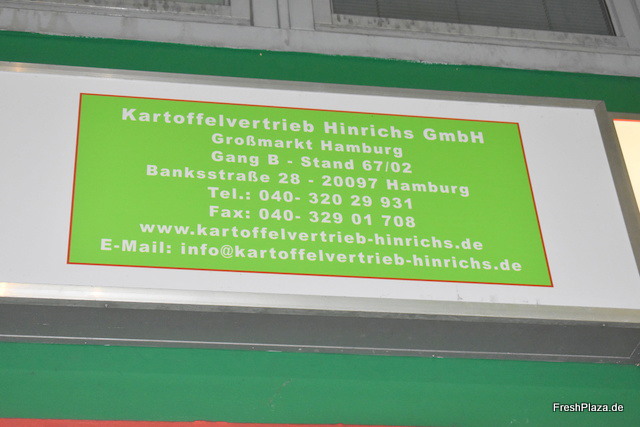 Kartoffelvertrieb Hinrichs GmbH
Großmarkt Hamburg
Gang B - Stand 67/02
Banksstraße 28 - 20097 Hamburg
Tel.: 040- 320 29 931
Fax: 040- 329 01 708
www.kartoffelvertrieb-hinrichs.de
E-Mail: info@kartoffelvertrieb-hinrichs.de
FreshPlaza.de